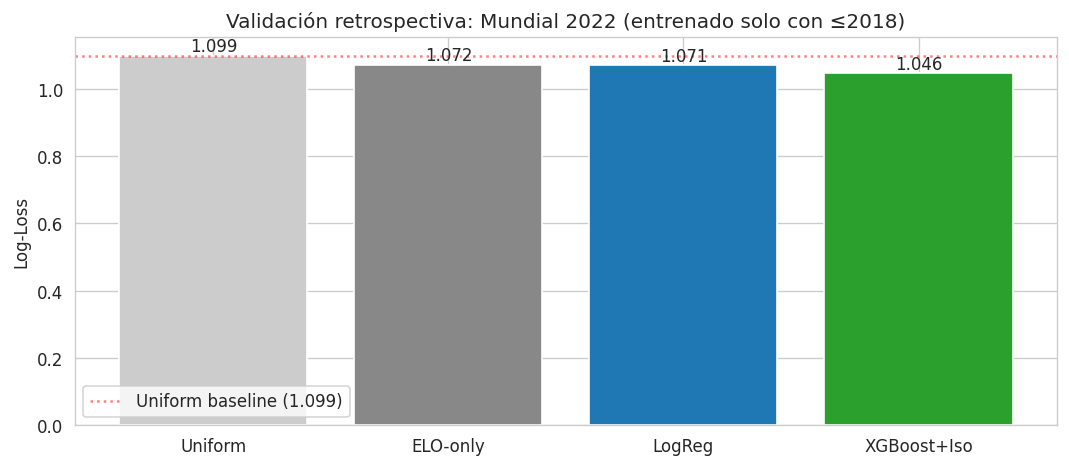 Validación retrospectiva: Mundial 2022 (entrenado solo con ≤2018)
1.099
1.072
1.071
1.046
1.0
0.8
0.6
0.4
0.2
0.0
Log-Loss
Uniform baseline (1.099)
Uniform
ELO-only
LogReg
XGBoost+Iso